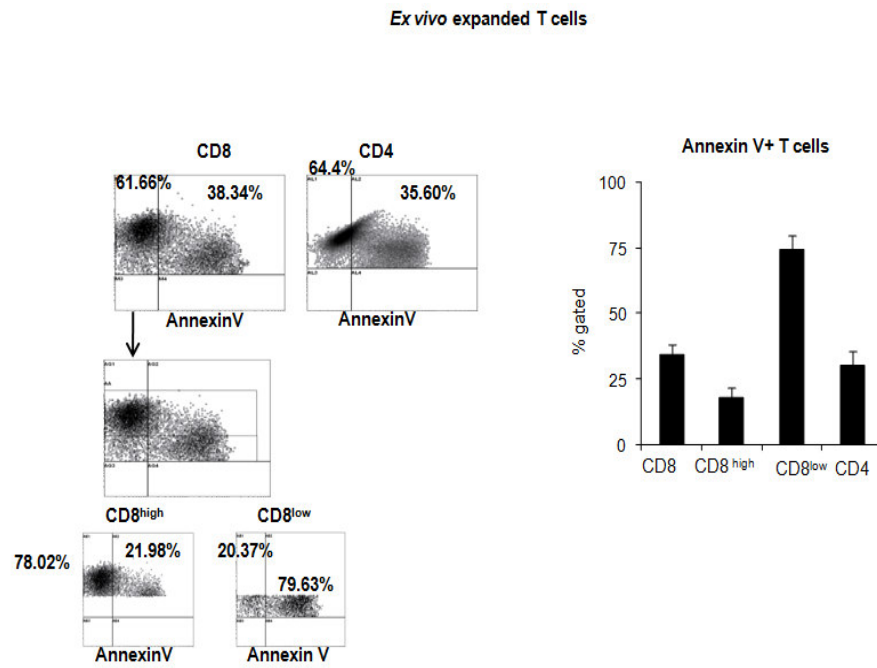 Ex vivo expanded T cells
CD8
CD4
61.66%
38.34%
64.4%
35.60%
AnnexinV
AnnexinV
CD8high
CD8low
78.02%
21.98%
20.37%
79.63%
AnnexinV
Annexin V
Annexin V+ T cells
% gated
100
75
50
25
0
CD8
CD8 high
CD8low
CD4